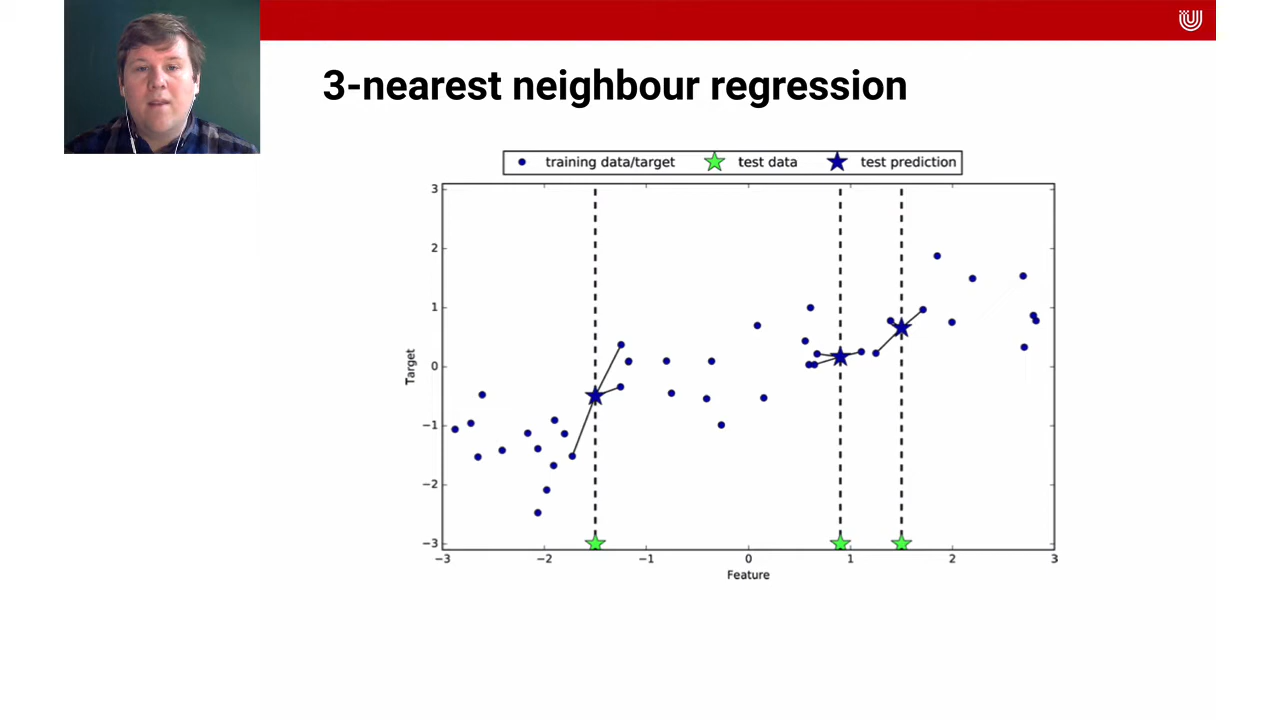 3-nearest neighbour regression
training data/target test data test prediction
3
2
1
0
−1
−2
−3
Target
−3 −2 −1 0 1 2 3
Feature